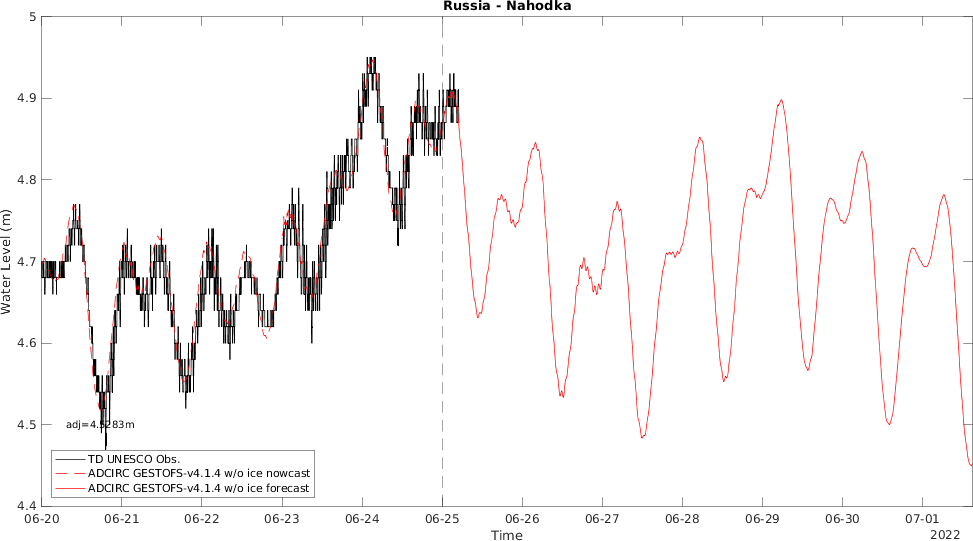 Russia - Nahodka
Water Level (m)
5
4.9
4.8
4.7
4.6
4.5
4.4
adj=4.5283m
TD UNESCO Obs.
ADCIRC GESTOFS-v4.1.4 w/o ice nowcast
ADCIRC GESTOFS-v4.1.4 w/o ice forecast
06-20 06-21 06-22 06-23 06-24 06-25 06-26 06-27 06-28 06-29 06-30 07-01
Time
2022